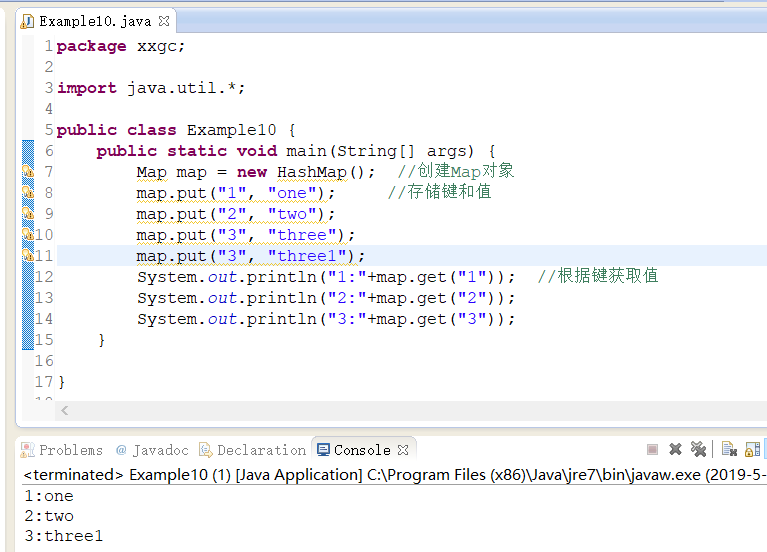 Example10.java
1 package xxgc;
2
3 import java.util.*;
4
5 public class Example10 {
6     public static void main(String[] args) {
7         Map map = new HashMap();  //创建Map对象
8         map.put("1", "one");     //存储键和值
9         map.put("2", "two");
10         map.put("3", "three");
11         map.put("3", "three1");
12         System.out.println("1:"+map.get("1"));  //根据键获取值
13         System.out.println("2:"+map.get("2"));
14         System.out.println("3:"+map.get("3"));
15     }
16
17 }
Problems @ Javadoc Declaration Console
<terminated> Example10 (1) [Java Application] C:\Program Files (x86)\Java\jre7\bin\javaw.exe (2019-5-
1:one
2:two
3:three1